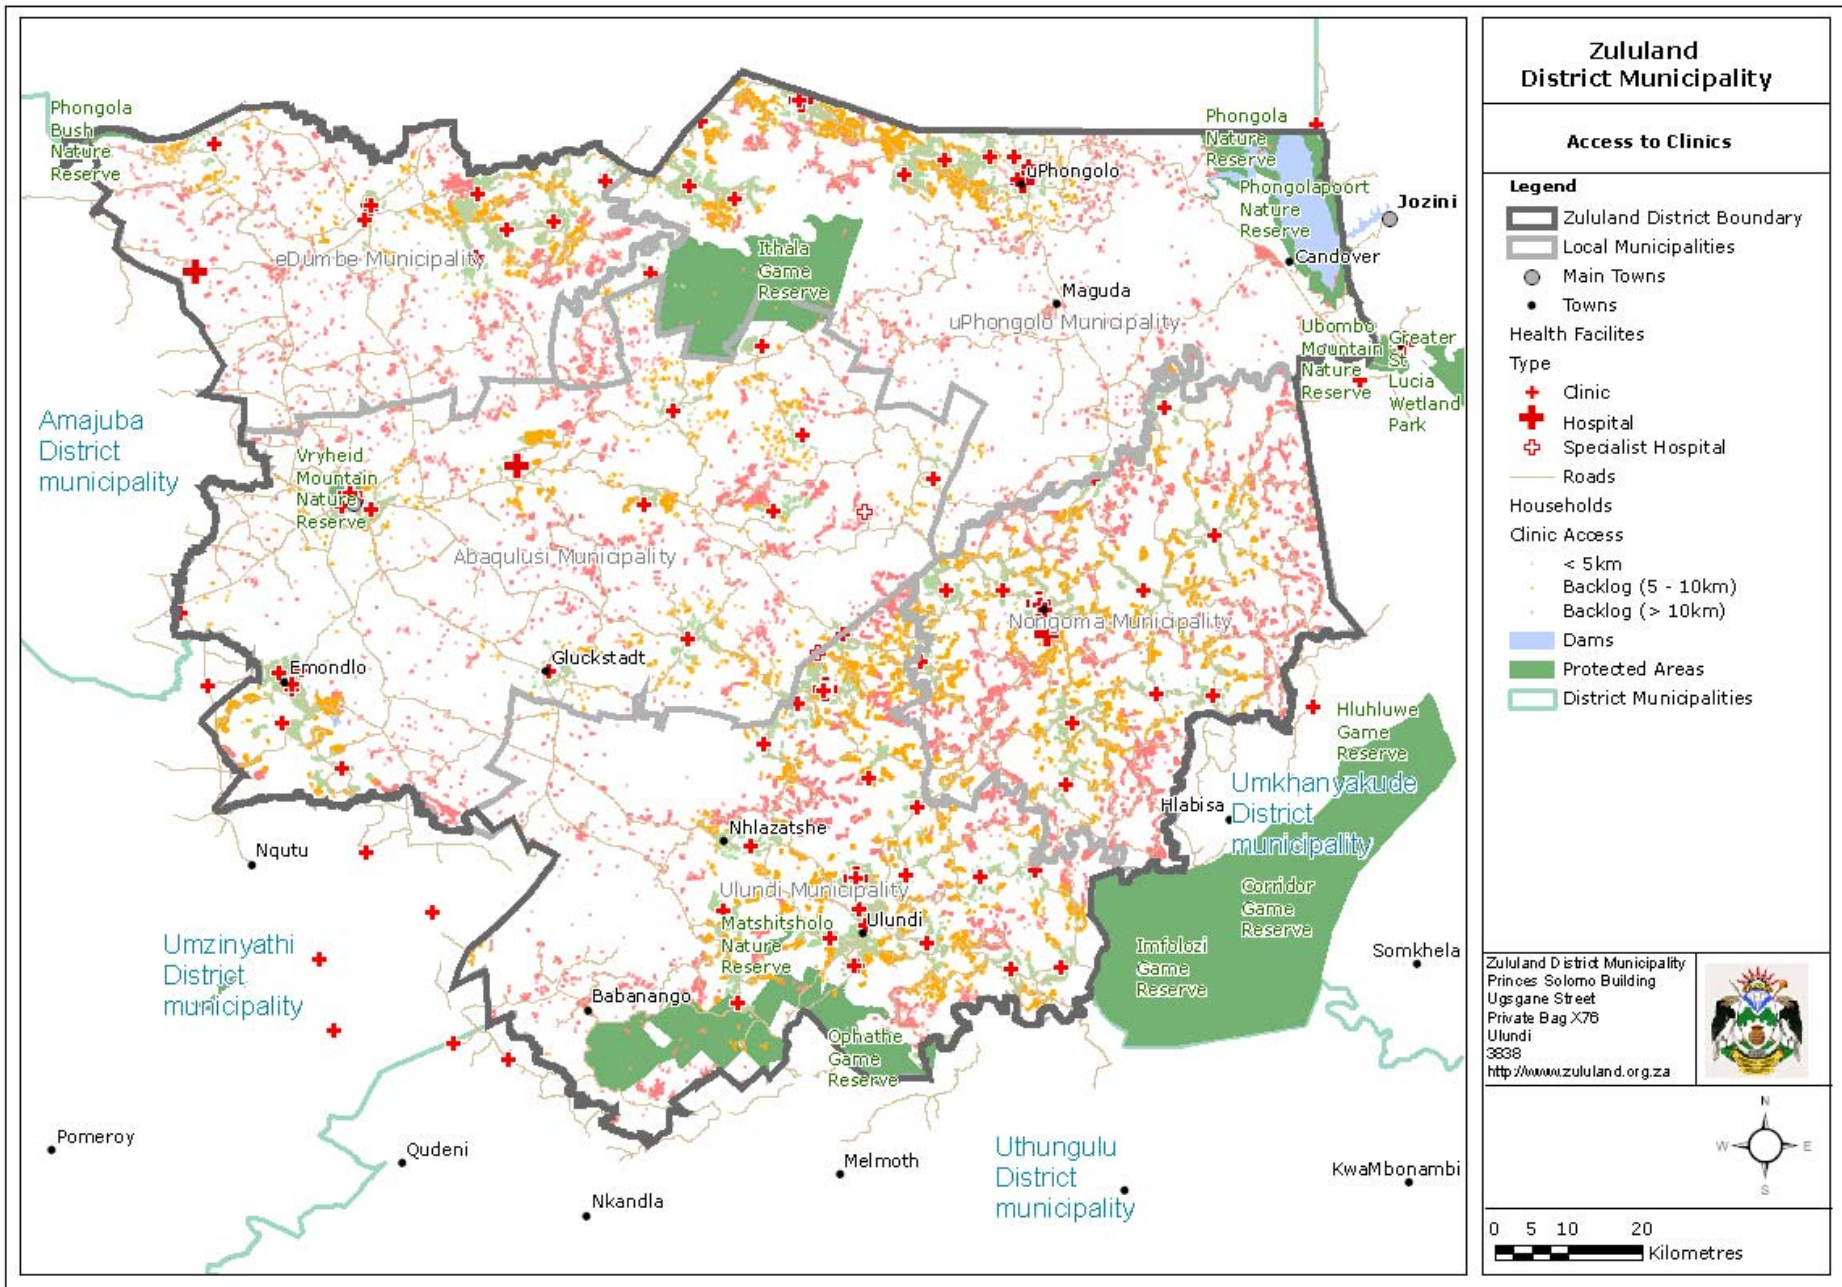 Phongola
Bush
Nature
Reserve
Phongola
Nature
Reserve
uPhongolo
Phongolapoort
Nature
Reserve
Jozini
eDumbe Municipality
Ithala
Game
Reserve
Candover
Maguda
uPhongolo Municipality
Ubombo
Mountain
Nature
Reserve
Greater
St
Lucia
Wetland
Park
Amajuba
District
municipality
Vryheid
Mountain
Nature
Reserve
Abaqulusi Municipality
Nongoma Municipality
Emondlo
Gluckstadt
Hluhluwe
Game
Reserve
Umkhanyakude
District
municipality
Hlabisa
Nhlazatshe
Nqutu
Ulundi Municipality
Corridor
Game
Reserve
Matshitsholo
Nature
Reserve
Ulundi
Umzinyathi
District
municipality
Imfolozi
Game
Reserve
Somkhela
Babanango
Ophathe
Game
Reserve
Pomeroy
Qudeni
Melmoth
Uthungulu
District
municipality
KwaMbonambi
Nkandla
Zululand
District Municipality
Access to Clinics
Legend
Zululand District Boundary
Local Municipalities
Main Towns
Towns
Health Facilites
Type
Clinic
Hospital
Specialist Hospital
Roads
Households
Clinic Access
< 5km
Backlog (5 - 10km)
Backlog (> 10km)
Dams
Protected Areas
District Municipalities
Zululand District Municipality
Princes Solomo Building
Ugsgane Street
Private Bag X76
Ulundi
3838
http://www.zululand.org.za
N
W
E
S
0 5 10 20
Kilometres